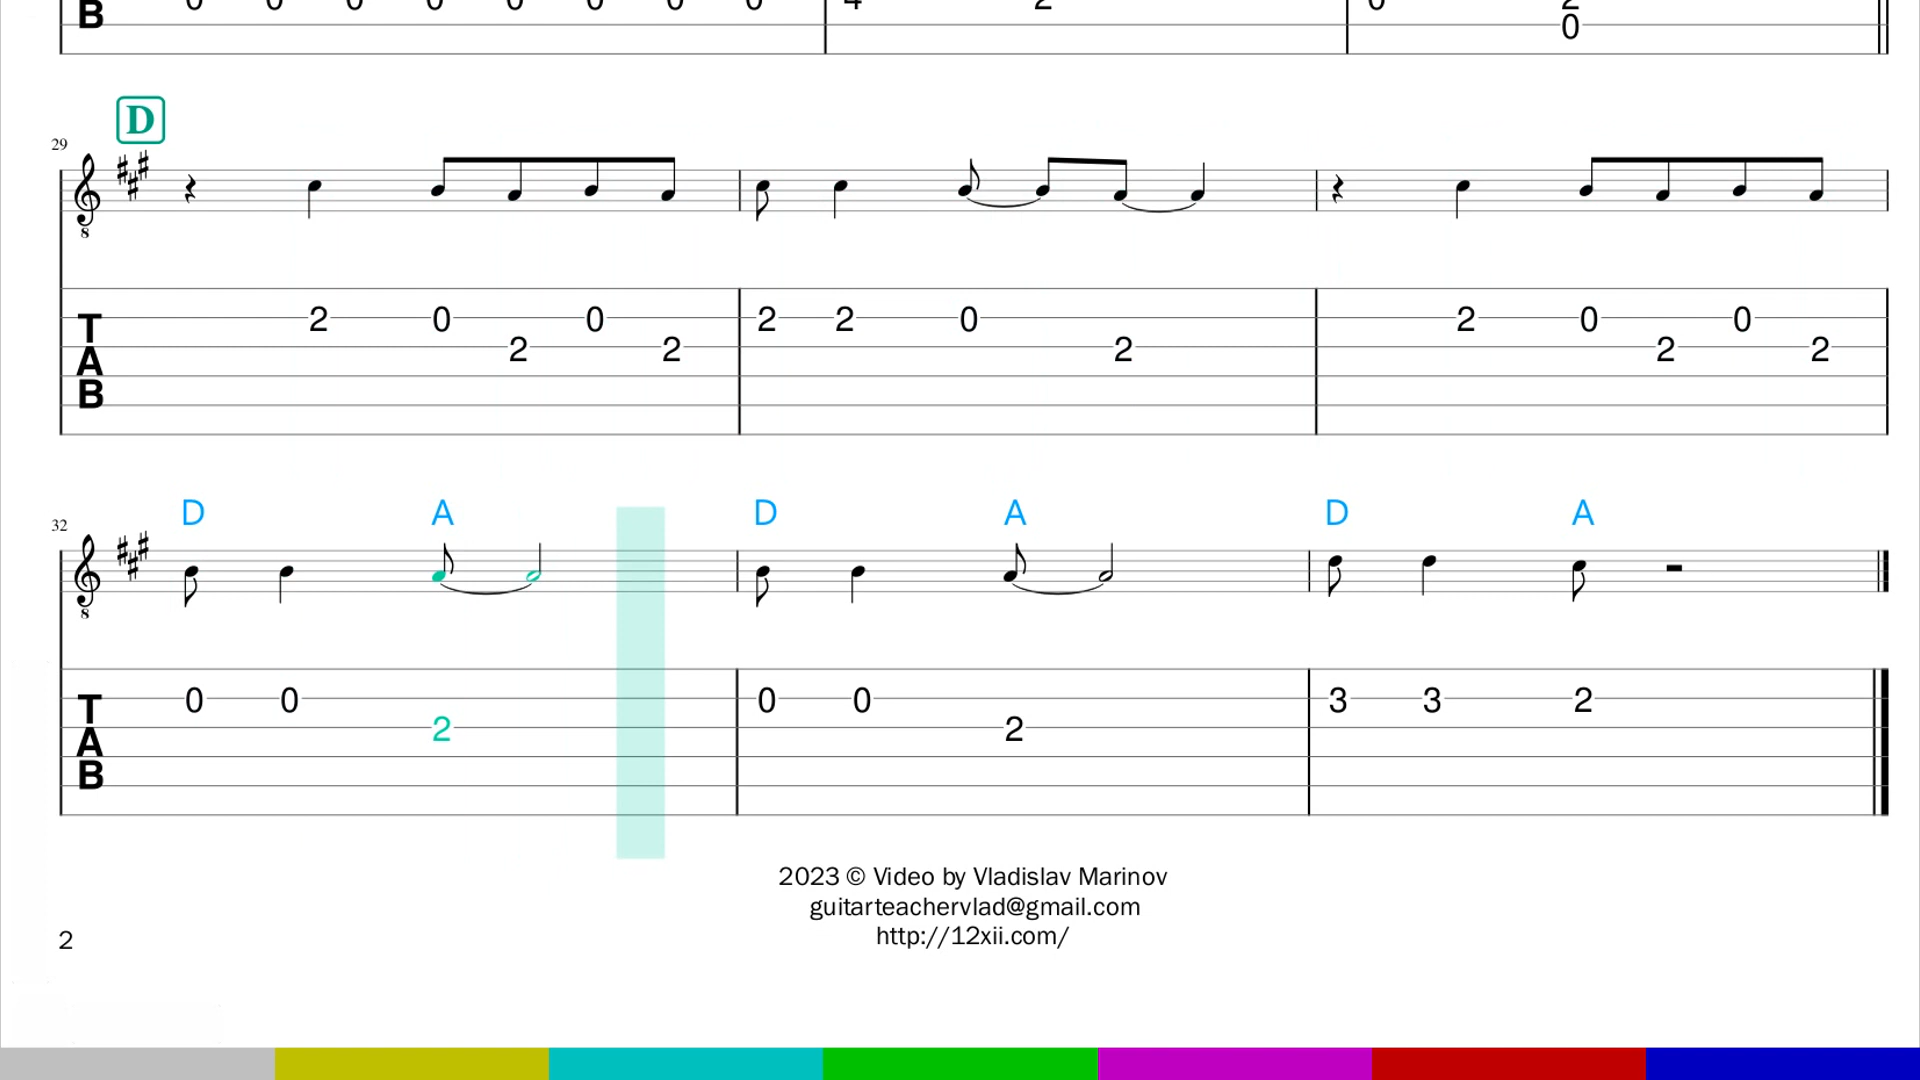 0 0 0 0 0 0 0 0 4 2 0 2
B 0
D
29
8
2 0 0 2 2 0 2 0 0
T 2 2 2 2 2
A
B
D A D A D A
32
8
0 0 0 0 3 3 2
T 2 2
A
B
2023 © Video by Vladislav Marinov
guitarteachervlad@gmail.com
http://12xii.com/
2